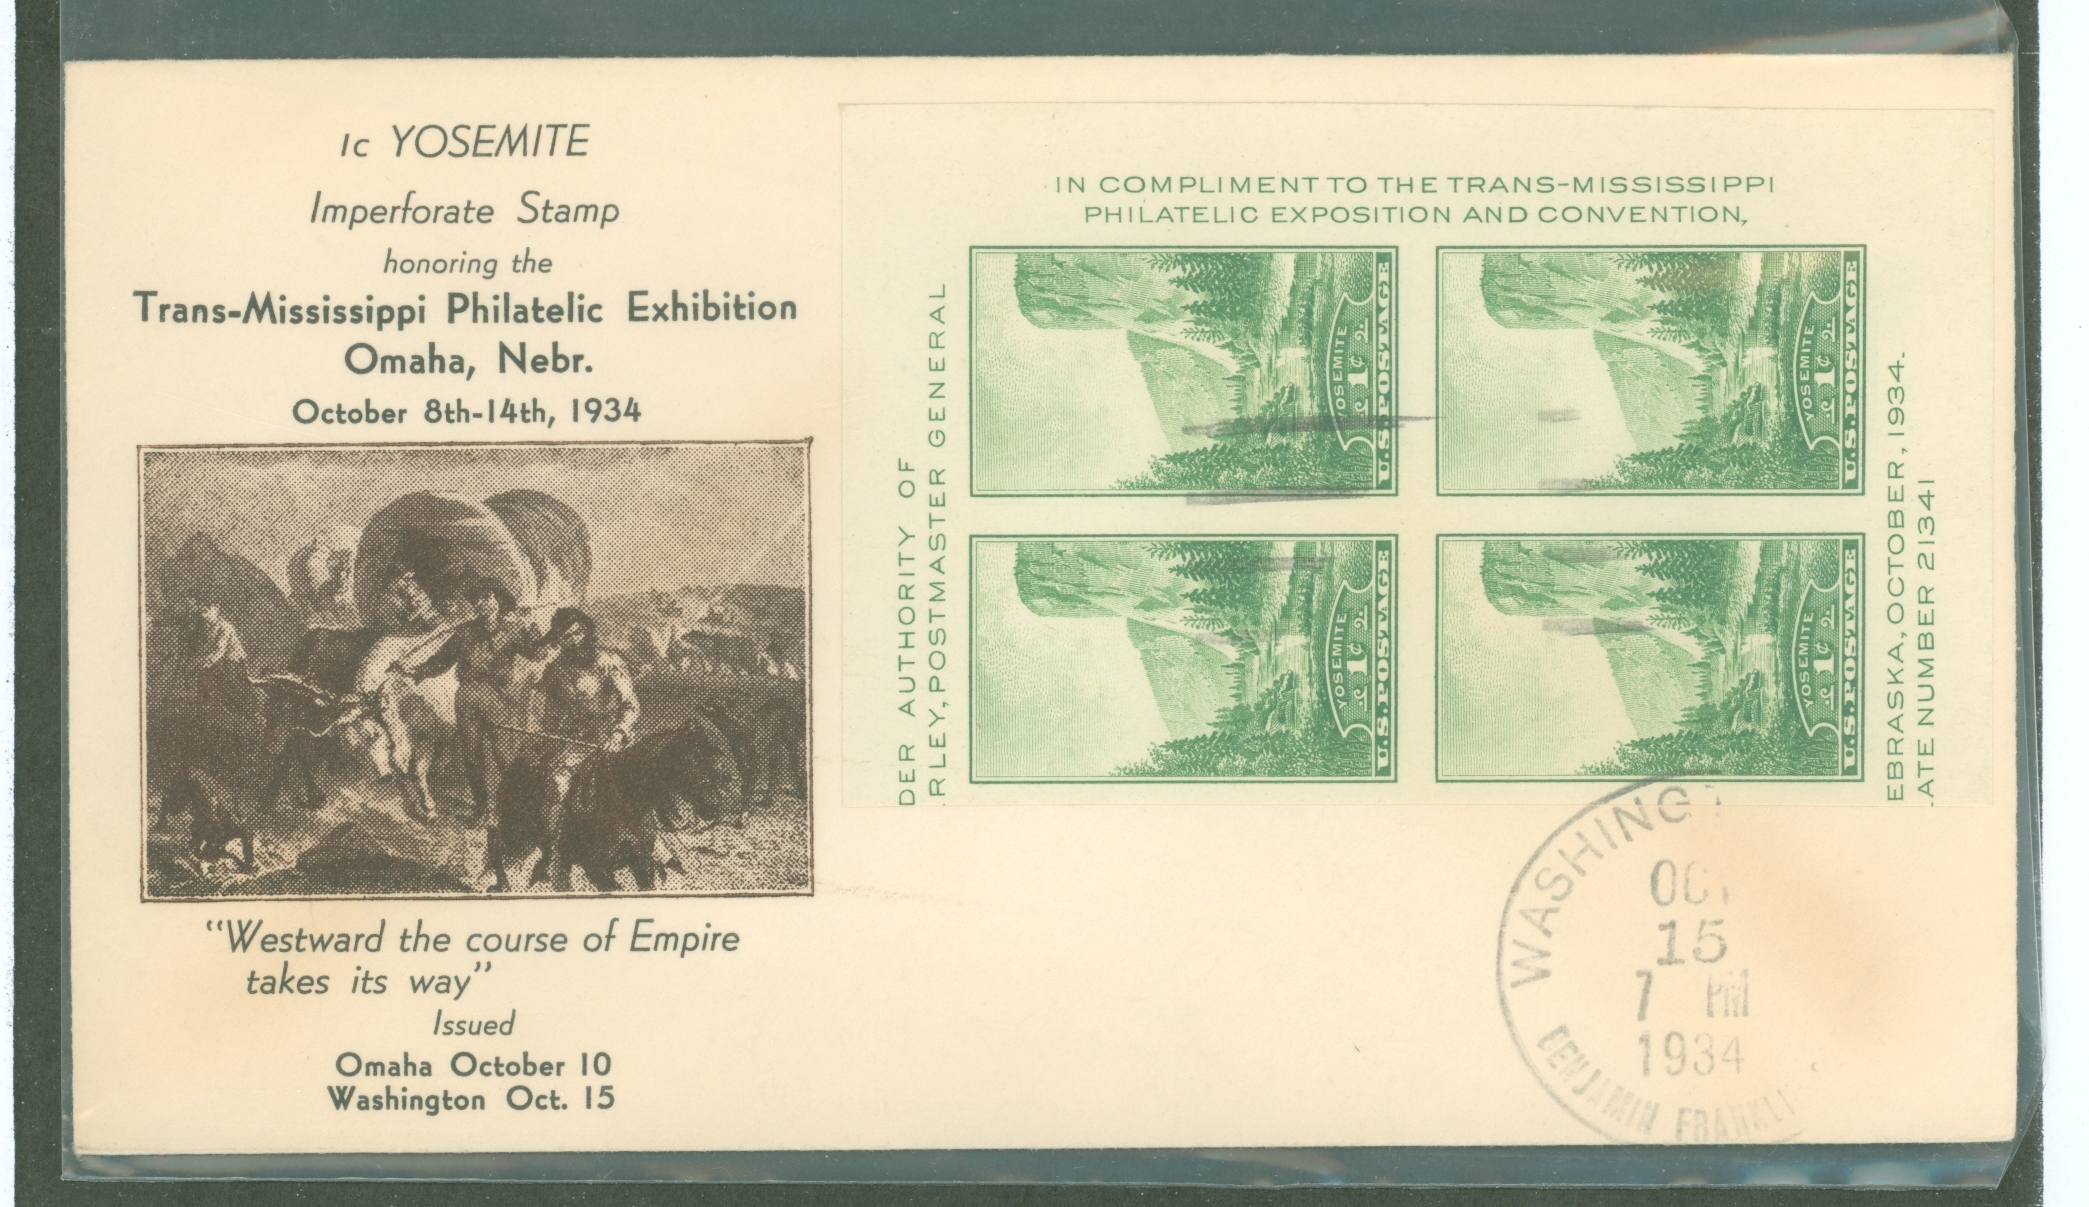 1c YOSEMITE
Imperforate Stamp
honoring the
Trans-Mississippi Philatelic Exhibition
Omaha, Nebr.
October 8th-14th, 1934
"Westward the course of Empire
takes its way"
Issued
Omaha October 10
Washington Oct. 15
IN COMPLIMENT TO THE TRANS-MISSISSIPPI
PHILATELIC EXPOSITION AND CONVENTION,
DER AUTHORITY OF
RLEY, POSTMASTER GENERAL
YOSEMITE
1¢
U.S. POSTAGE
YOSEMITE
1¢
U.S. POSTAGE
YOSEMITE
1¢
U.S. POSTAGE
YOSEMITE
1¢
U.S. POSTAGE
EBRASKA, OCTOBER, 1934.
ATE NUMBER 21341
WASHINGT
OCT
15
7 PM
1934
BENJAMIN FRANKLI